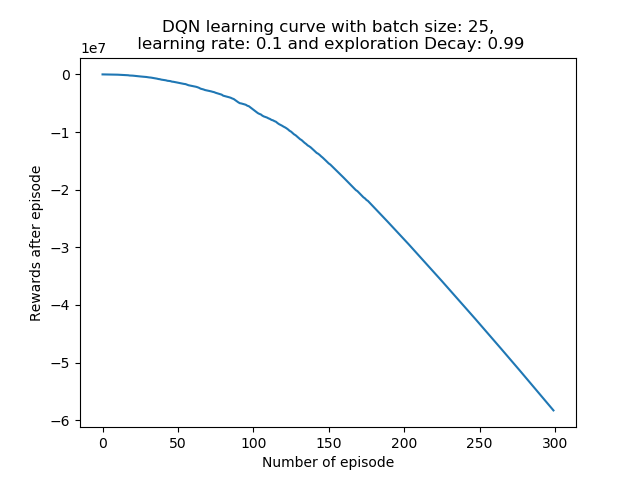 DQN learning curve with batch size: 25,
learning rate: 0.1 and exploration Decay: 0.99
1e7
0
−1
−2
−3
−4
−5
−6
Rewards after episode
0 50 100 150 200 250 300
Number of episode